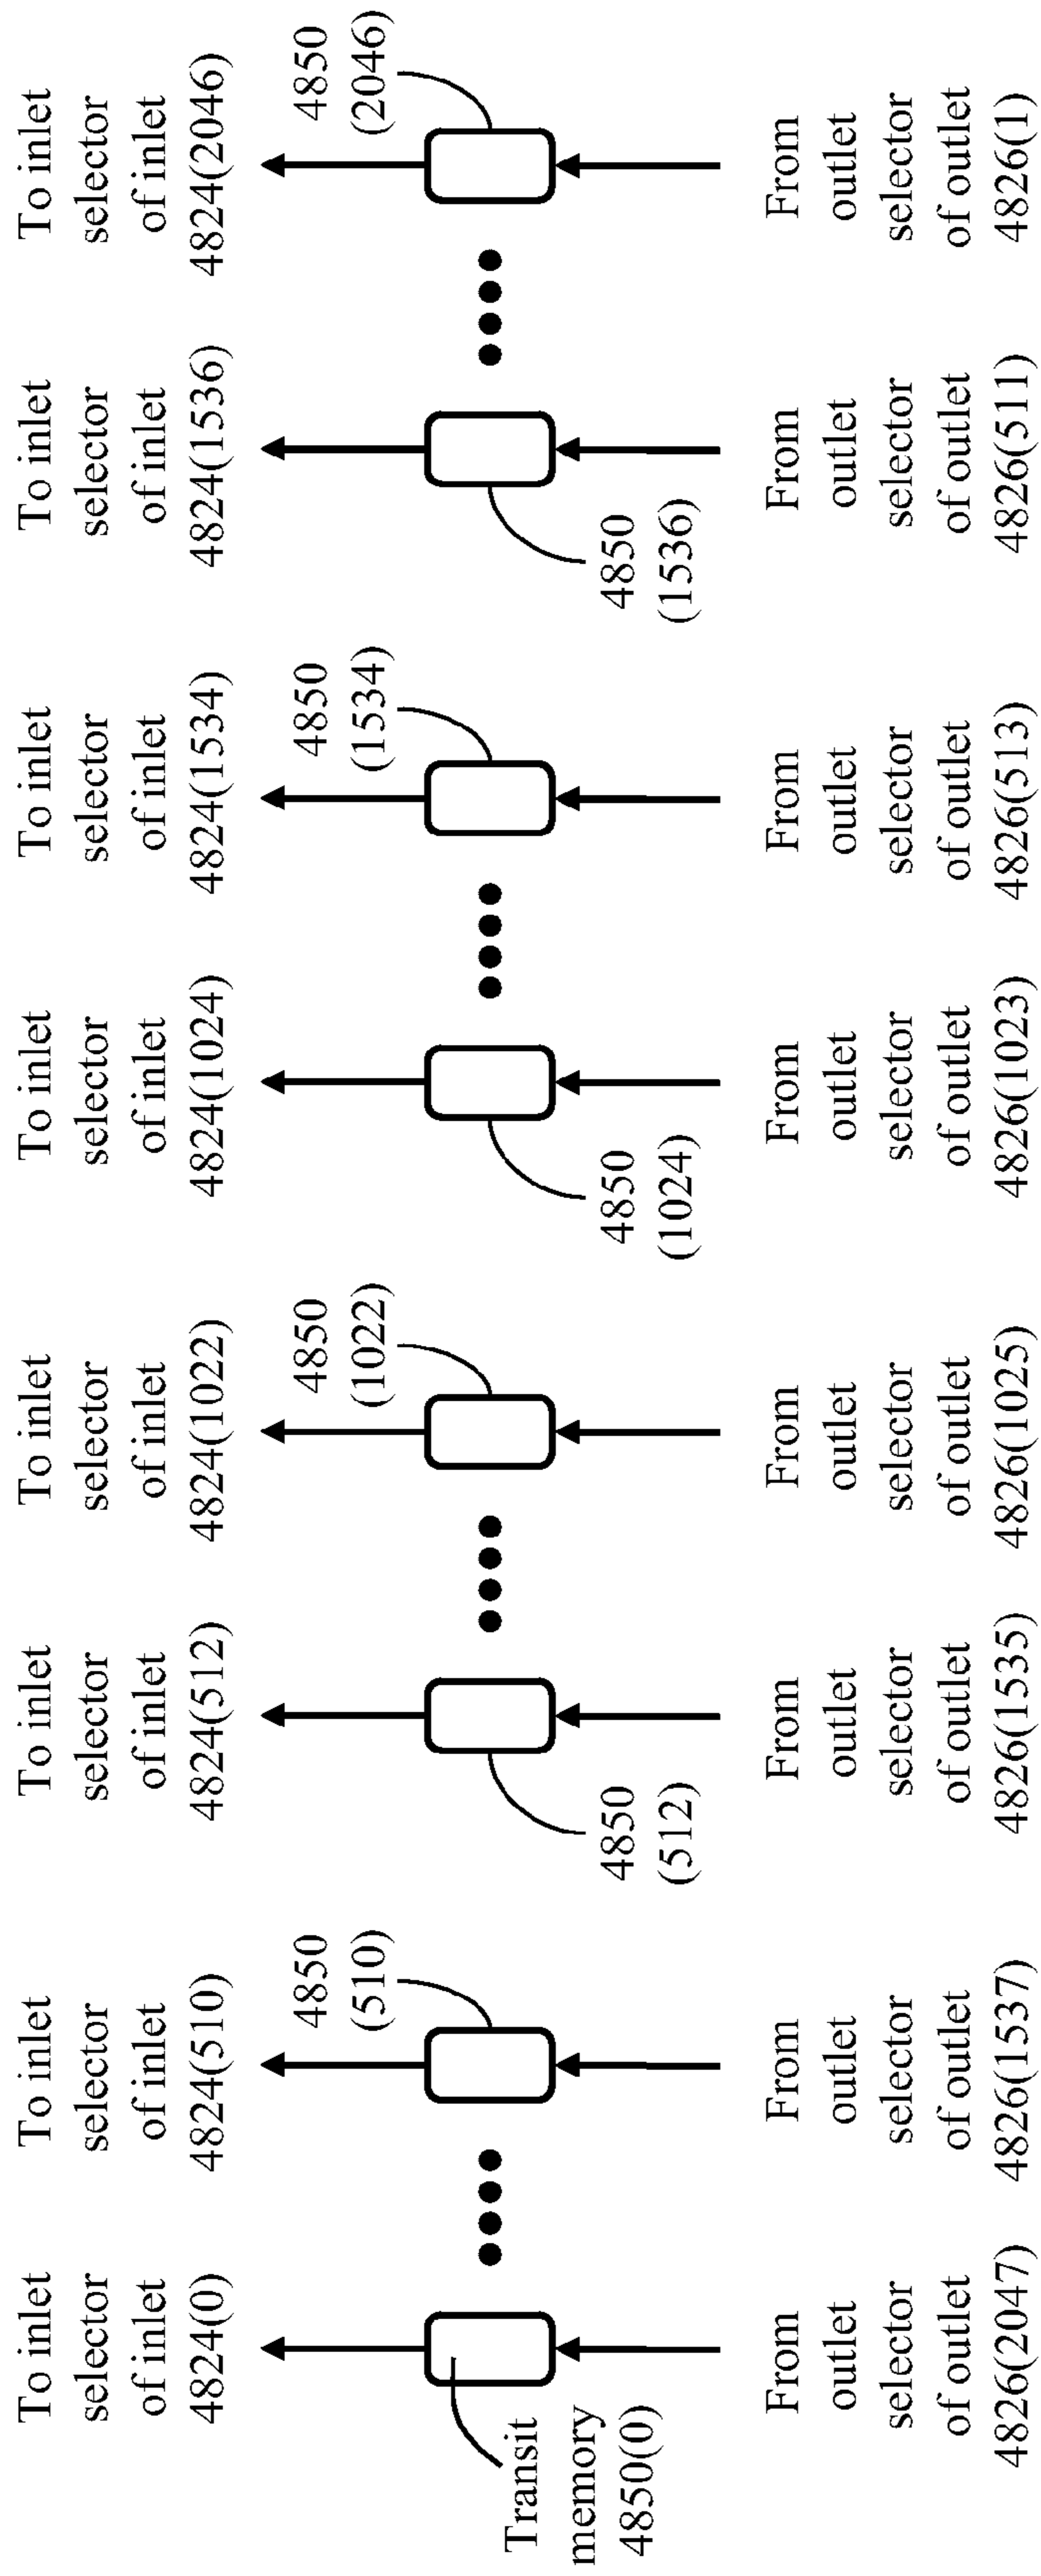 To inlet
selector
of inlet
4824(0)
To inlet
selector
of inlet
4824(510)
To inlet
selector
of inlet
4824(512)
To inlet
selector
of inlet
4824(1022)
To inlet
selector
of inlet
4824(1024)
To inlet
selector
of inlet
4824(1534)
To inlet
selector
of inlet
4824(1536)
To inlet
selector
of inlet
4824(2046)
Transit
memory
4850(0)
4850
(510)
4850
(512)
4850
(1022)
4850
(1024)
4850
(1534)
4850
(1536)
4850
(2046)
From
outlet
selector
of outlet
4826(2047)
From
outlet
selector
of outlet
4826(1537)
From
outlet
selector
of outlet
4826(1535)
From
outlet
selector
of outlet
4826(1025)
From
outlet
selector
of outlet
4826(1023)
From
outlet
selector
of outlet
4826(513)
From
outlet
selector
of outlet
4826(511)
From
outlet
selector
of outlet
4826(1)